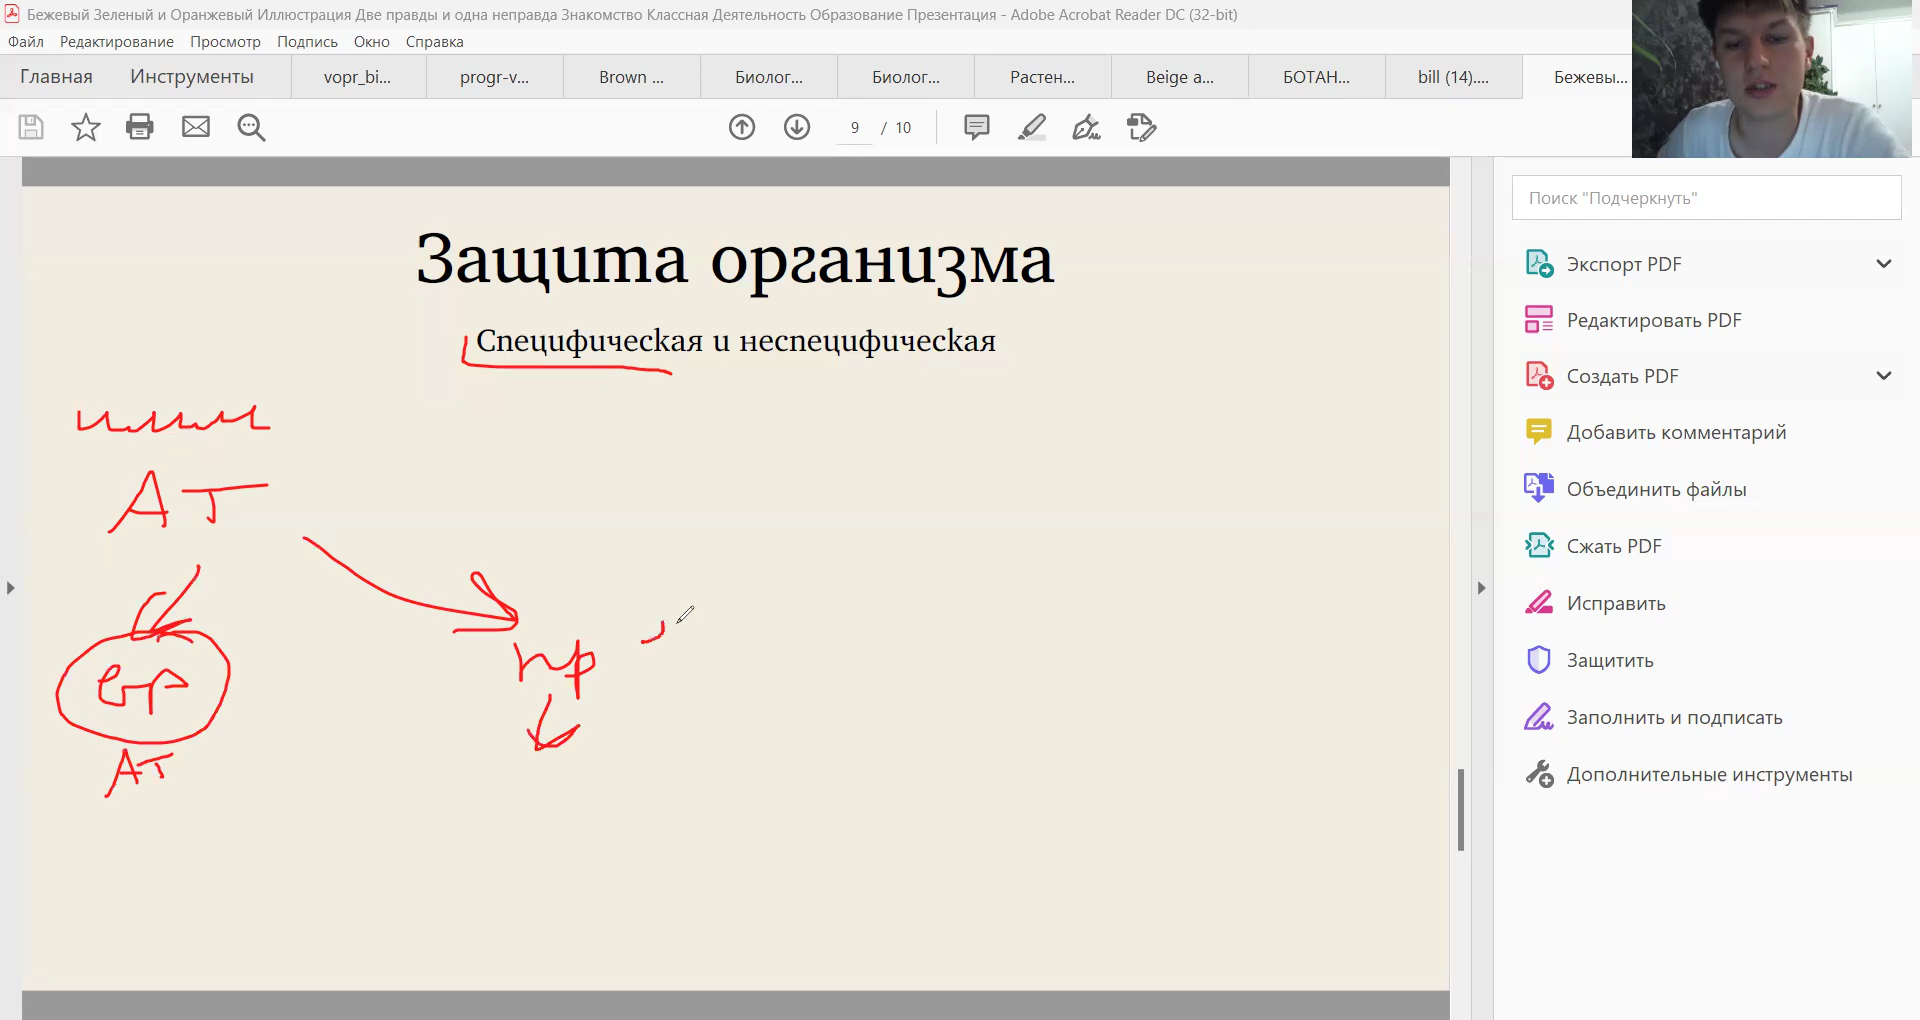 Бежевый Зеленый и Оранжевый Иллюстрация Две правды и одна неправда Знакомство Классная Деятельность Образование Презентация - Adobe Acrobat Reader DC (32-bit)
Файл Редактирование Просмотр Подпись Окно Справка
Главная Инструменты vopr_bi... progr-v... Brown ... Биолог... Биолог... Растен... Beige a... БОТАН... bill (14).... Бежевы...
9 / 10
Поиск "Подчеркнуть"
Защита организма
Специфическая и неспецифическая
АТ
АТ
Экспорт PDF
Редактировать PDF
Создать PDF
Добавить комментарий
Объединить файлы
Сжать PDF
Исправить
Защитить
Заполнить и подписать
Дополнительные инструменты